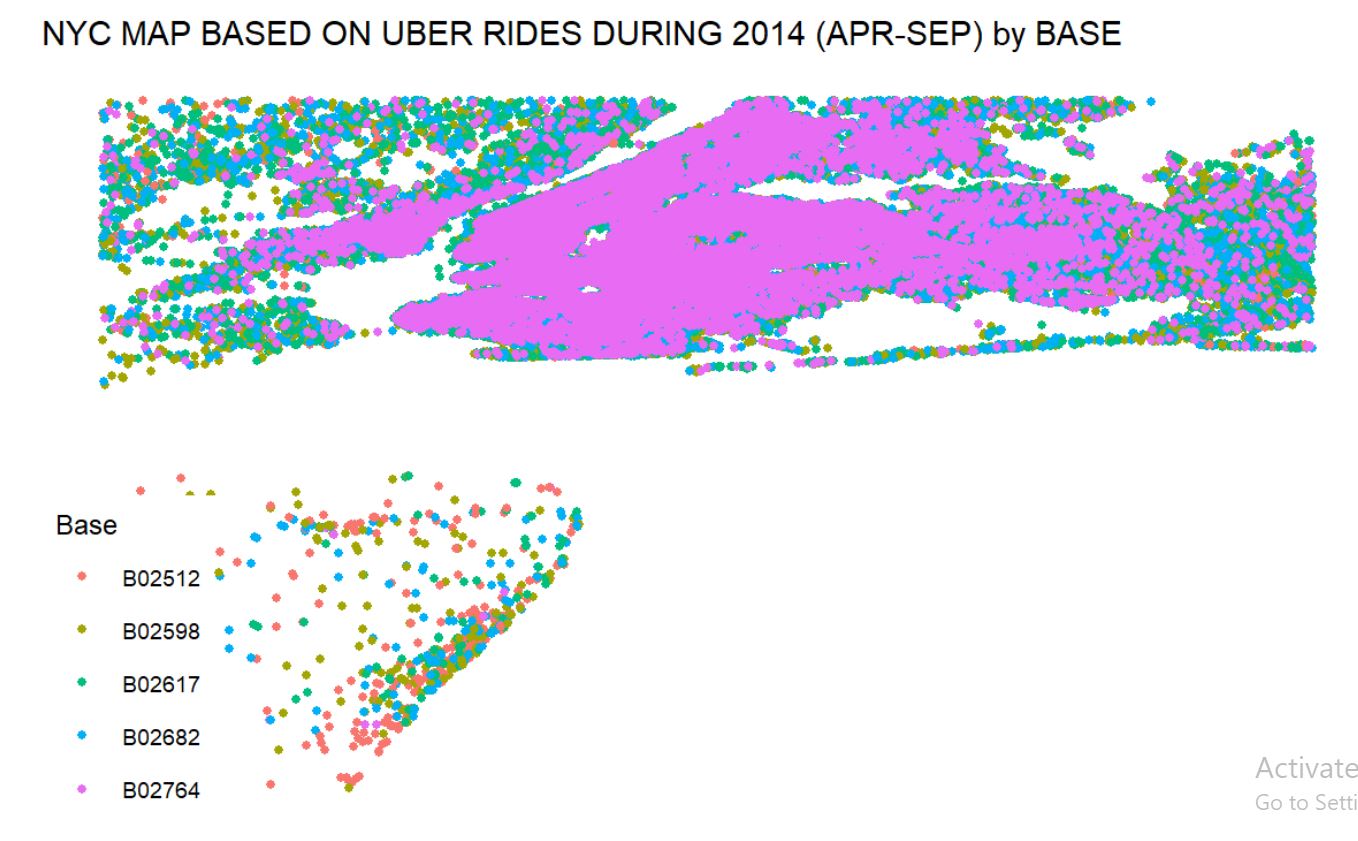 NYC MAP BASED ON UBER RIDES DURING 2014 (APR-SEP) by BASE
Base
B02512
B02598
B02617
B02682
B02764
Activate
Go to Setti